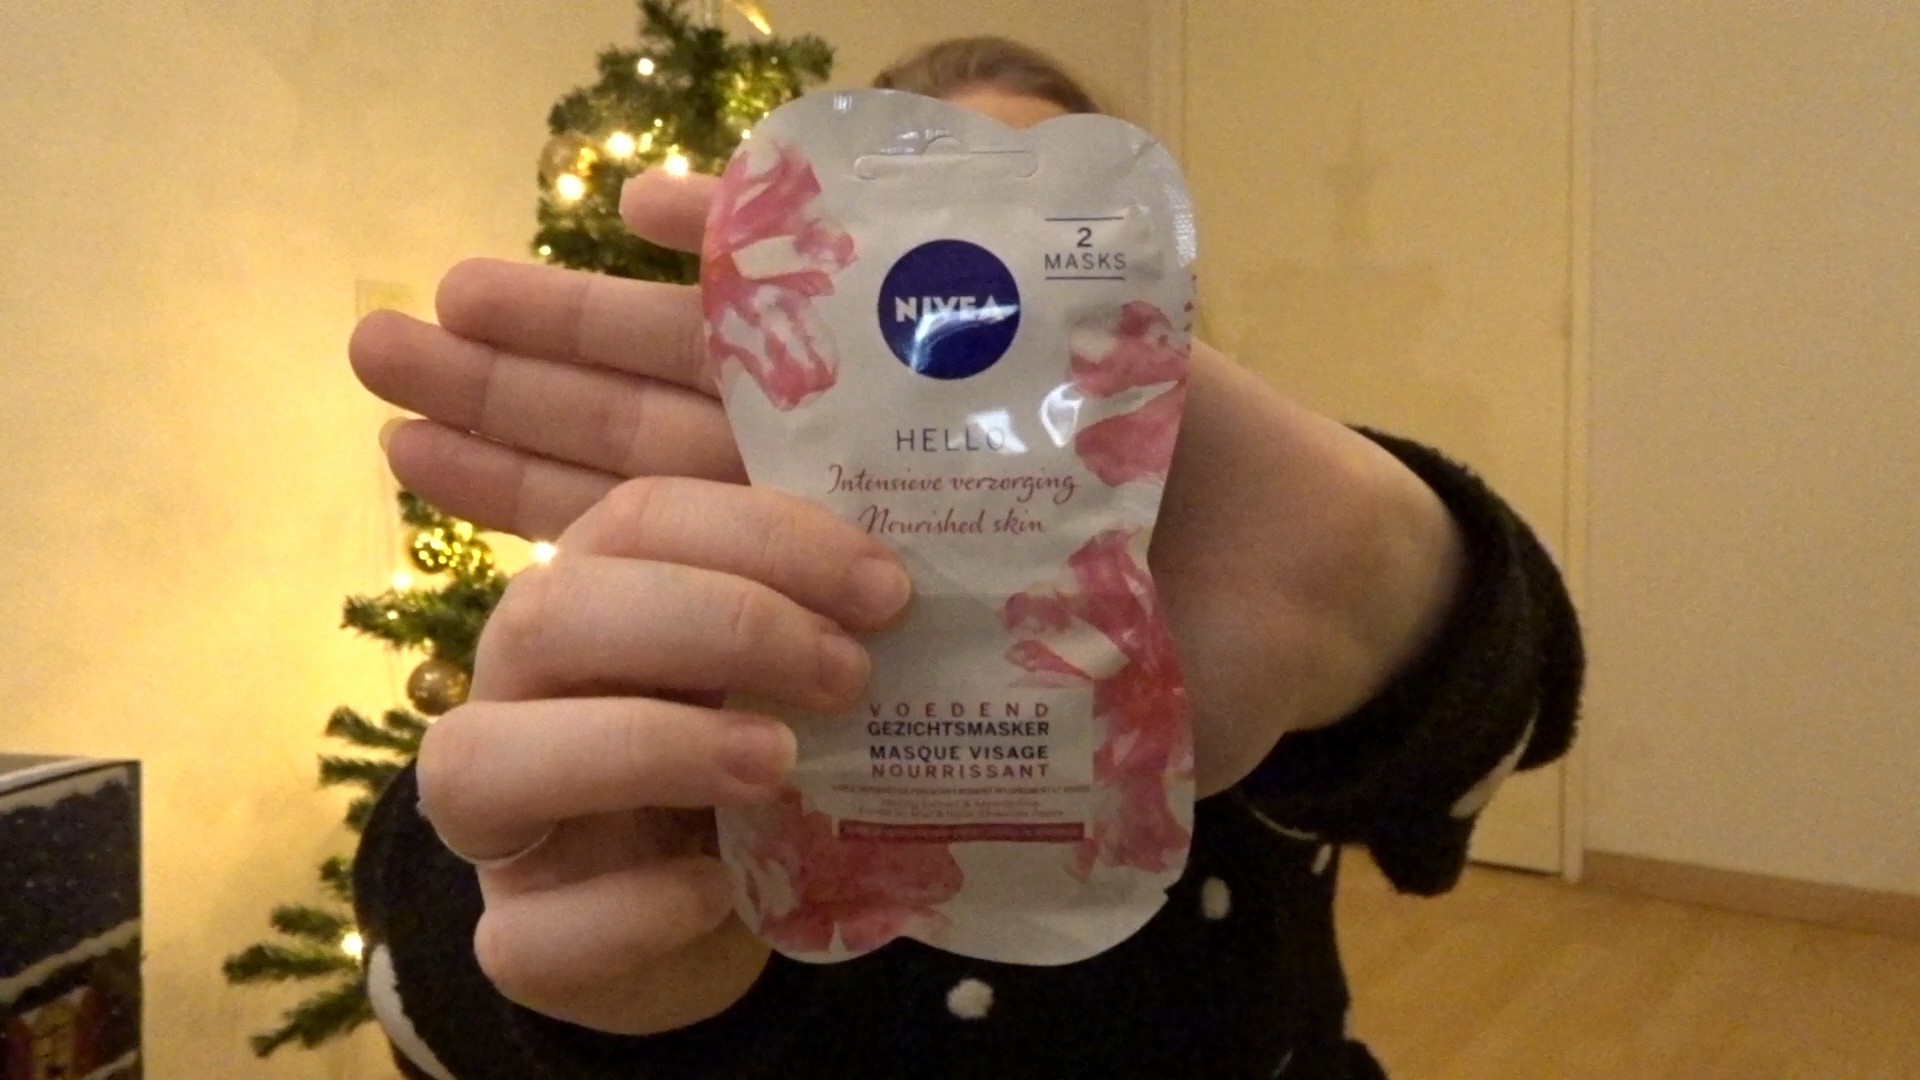 2
MASKS
NIVEA
HELLO
Intensieve verzorging
Nourished skin
VOEDEND
GEZICHTSMASKER
MASQUE VISAGE
NOURRISSANT